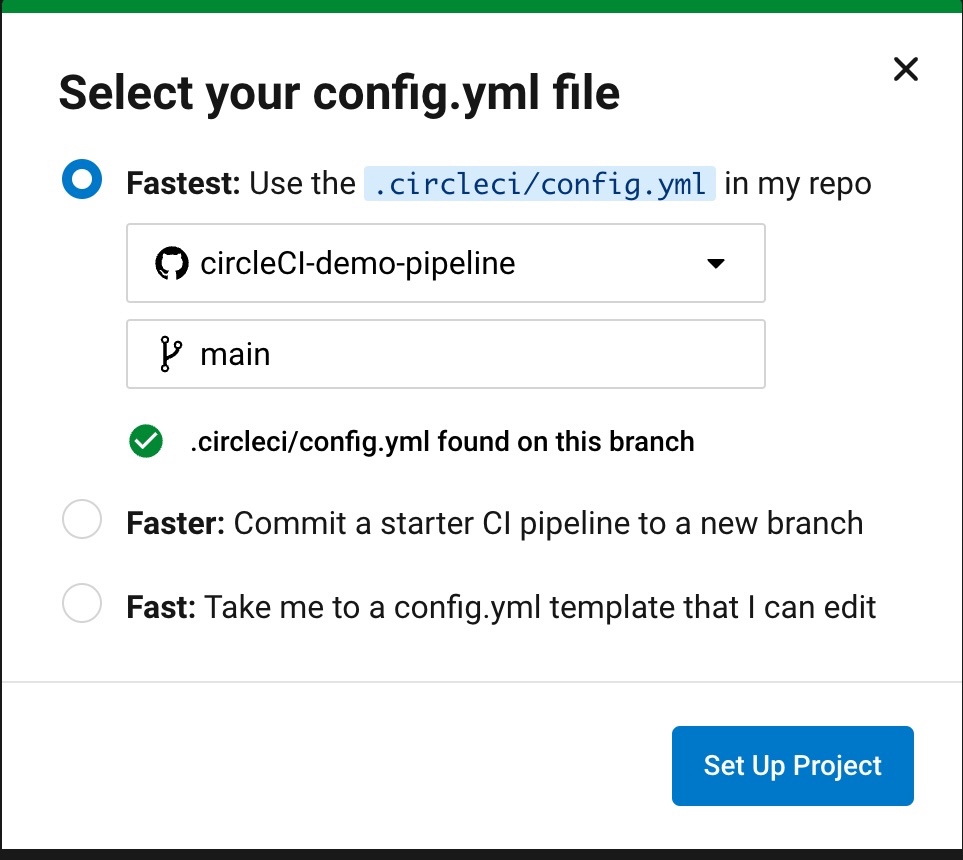 Select your config.yml file
Fastest: Use the .circleci/config.yml in my repo
circleCI-demo-pipeline
main
.circleci/config.yml found on this branch
Faster: Commit a starter CI pipeline to a new branch
Fast: Take me to a config.yml template that I can edit
Set Up Project